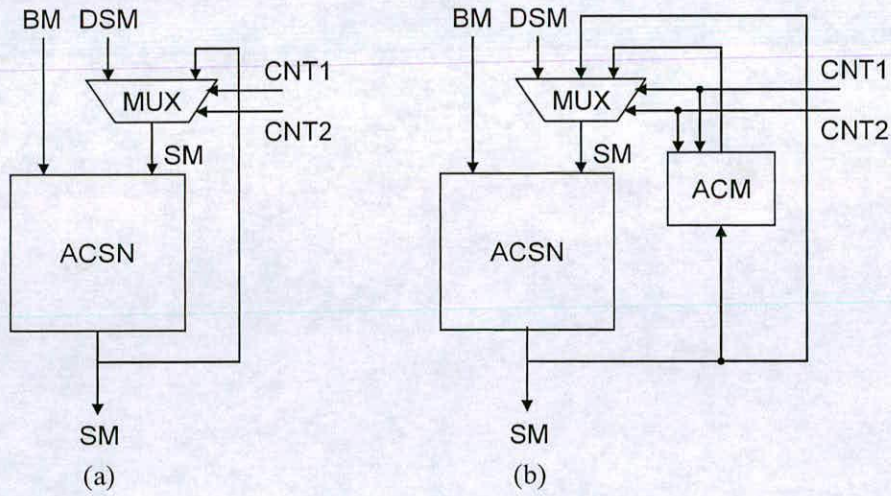 BM DSM
MUX
CNT1
CNT2
SM
ACSN
SM
(a)
BM DSM
MUX
CNT1
CNT2
SM
ACM
ACSN
SM
(b)